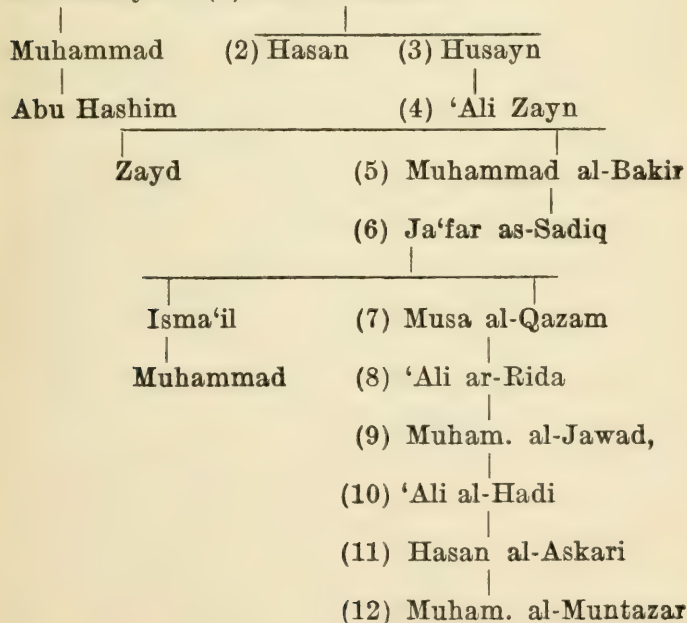 Muhammad (2) Hasan (3) Husayn
Abu Hashim (4) ‘Ali Zayn
Zayd (5) Muhammad al-Bakir
(6) Ja‘far as-Sadiq
Isma‘il (7) Musa al-Qazam
Muhammad (8) ‘Ali ar-Rida
(9) Muham. al-Jawad,
(10) ‘Ali al-Hadi
(11) Hasan al-Askari
(12) Muham. al-Muntazar